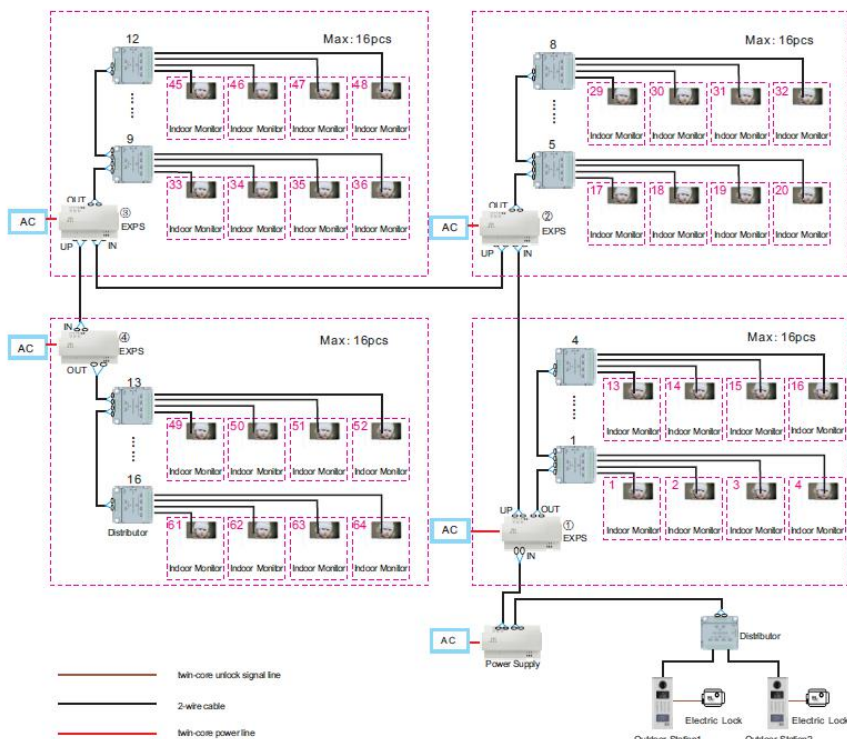 12
Max: 16pcs
45 46 47 48
Indoor Monitor Indoor Monitor Indoor Monitor Indoor Monitor
9
33 34 35 36
Indoor Monitor Indoor Monitor Indoor Monitor Indoor Monitor
OUT
③
AC
EXPS
UP IN
8
Max: 16pcs
29 30 31 32
Indoor Monitor Indoor Monitor Indoor Monitor Indoor Monitor
5
17 18 19 20
Indoor Monitor Indoor Monitor Indoor Monitor Indoor Monitor
OUT
②
AC
EXPS
UP IN
IN
④
AC
EXPS
OUT
Max: 16pcs
13
49 50 51 52
Indoor Monitor Indoor Monitor Indoor Monitor Indoor Monitor
16
Distributor
61 62 63 64
Indoor Monitor Indoor Monitor Indoor Monitor Indoor Monitor
4
Max: 16pcs
13 14 15 16
Indoor Monitor Indoor Monitor Indoor Monitor Indoor Monitor
1
1 2 3 4
Indoor Monitor Indoor Monitor Indoor Monitor Indoor Monitor
UP OUT
①
AC
EXPS
IN
AC
Power Supply
Distributor
Electric Lock Electric Lock
Outdoor Station1 Outdoor Station2
twin-core unlock signal line
2-wire cable
twin-core power line